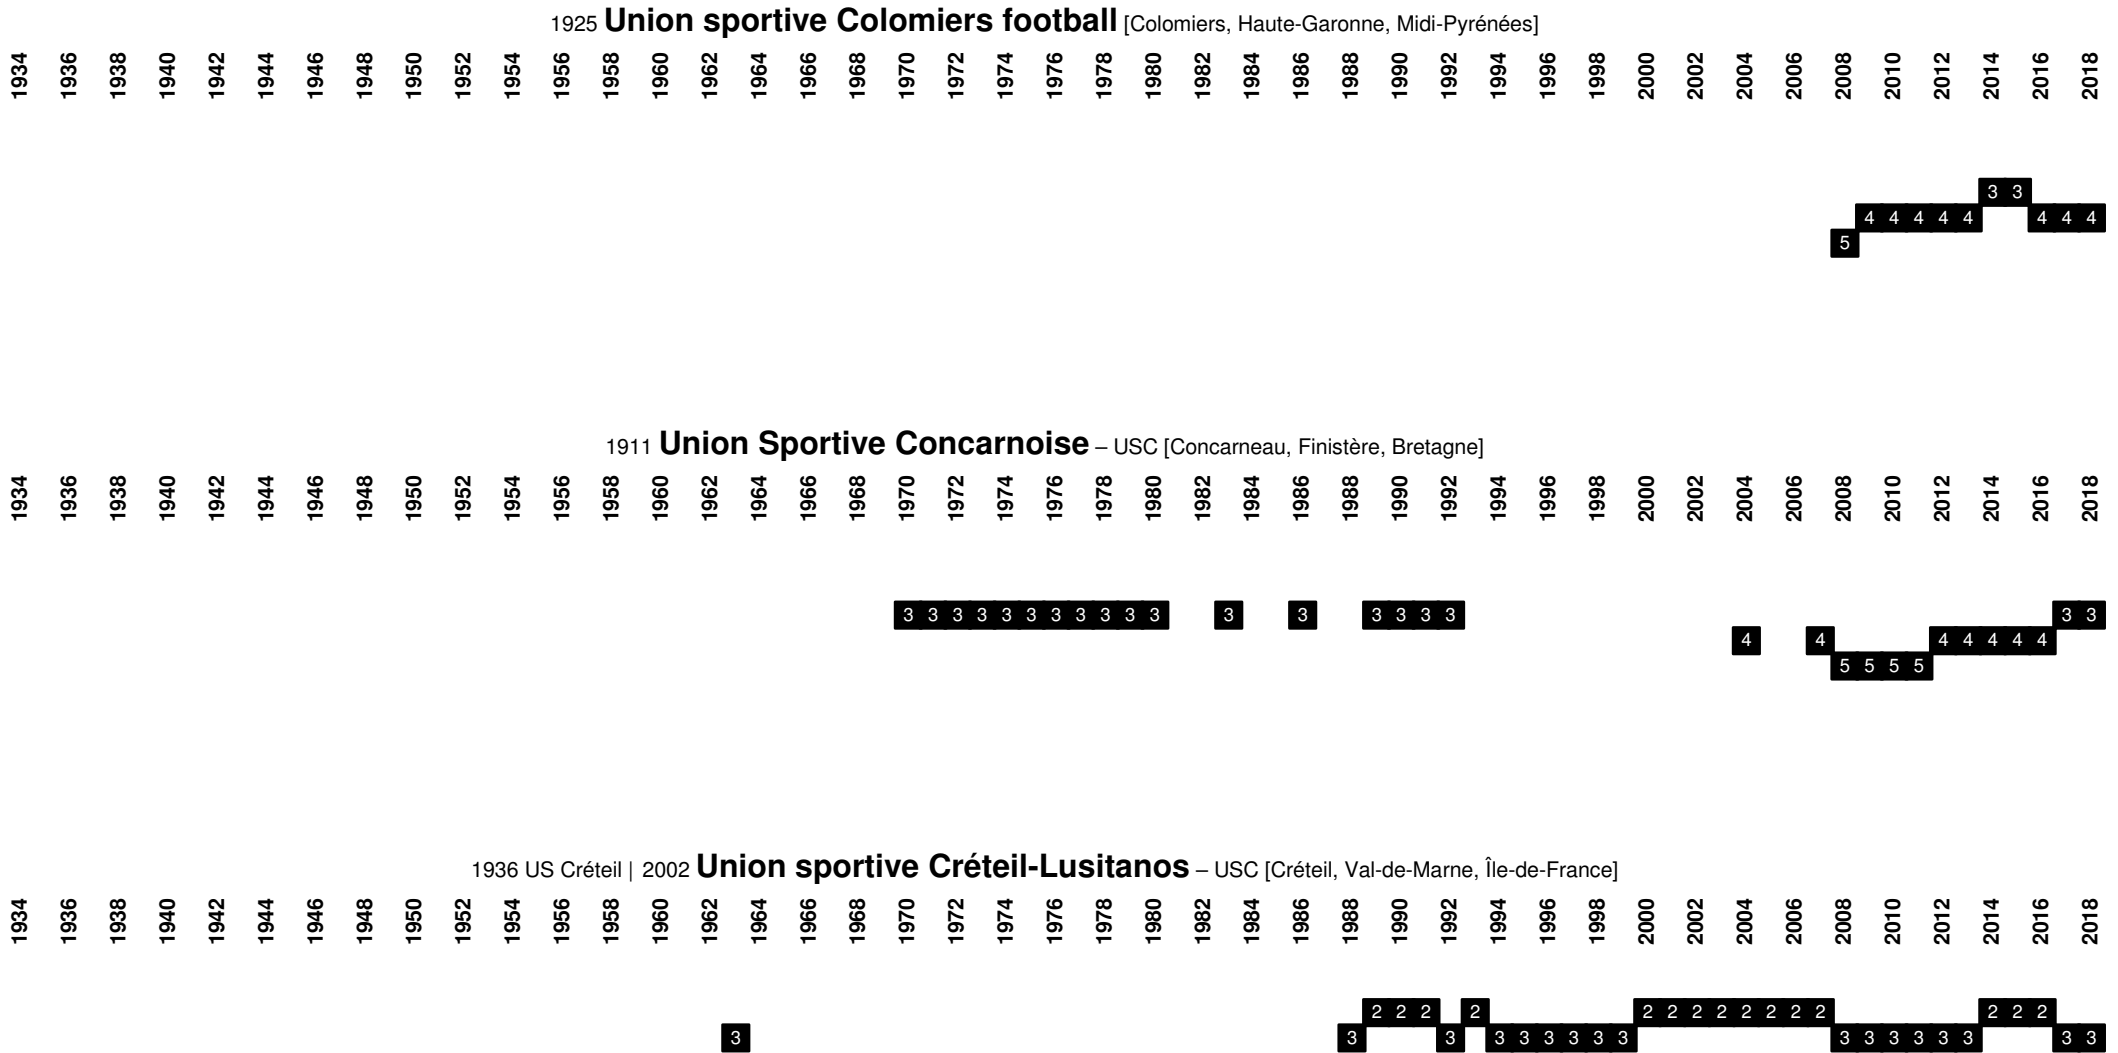 1925 Union sportive Colomiers football [Colomiers, Haute-Garonne, Midi-Pyrénées]
1934 1936 1938 1940 1942 1944 1946 1948 1950 1952 1954 1956 1958 1960 1962 1964 1966 1968 1970 1972 1974 1976 1978 1980 1982 1984 1986 1988 1990 1992 1994 1996 1998 2000 2002 2004 2006 2008 2010 2012 2014 2016 2018
3 3
4 4 4 4 4 4 4 4
5
1911 Union Sportive Concarnoise – USC [Concarneau, Finistère, Bretagne]
1934 1936 1938 1940 1942 1944 1946 1948 1950 1952 1954 1956 1958 1960 1962 1964 1966 1968 1970 1972 1974 1976 1978 1980 1982 1984 1986 1988 1990 1992 1994 1996 1998 2000 2002 2004 2006 2008 2010 2012 2014 2016 2018
3 3 3 3 3 3 3 3 3 3 3 3 3 3 3 3 3 3 3
4 4 4 4 4 4 4
5 5 5 5
1936 US Créteil | 2002 Union sportive Créteil-Lusitanos – USC [Créteil, Val-de-Marne, Île-de-France]
1934 1936 1938 1940 1942 1944 1946 1948 1950 1952 1954 1956 1958 1960 1962 1964 1966 1968 1970 1972 1974 1976 1978 1980 1982 1984 1986 1988 1990 1992 1994 1996 1998 2000 2002 2004 2006 2008 2010 2012 2014 2016 2018
2 2 2 2 2 2 2 2 2 2 2 2 2 2 2
3 3 3 3 3 3 3 3 3 3 3 3 3 3 3 3 3